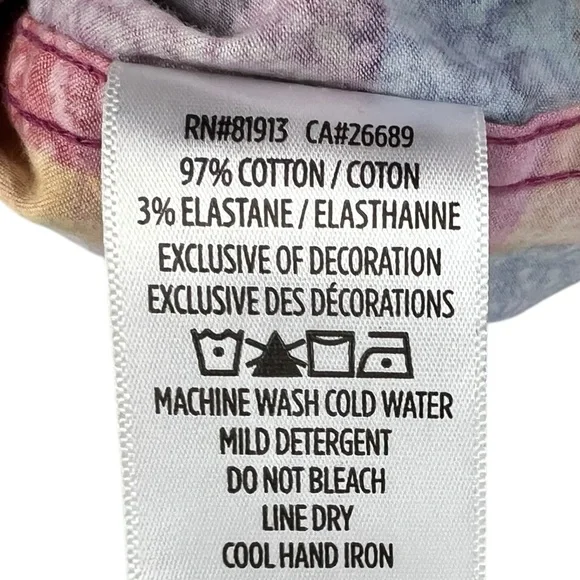 RN#81913 CA#26689
97% COTTON / COTON
3% ELASTANE / ELASTHANNE
EXCLUSIVE OF DECORATION
EXCLUSIVE DES DÉCORATIONS
MACHINE WASH COLD WATER
MILD DETERGENT
DO NOT BLEACH
LINE DRY
COOL HAND IRON